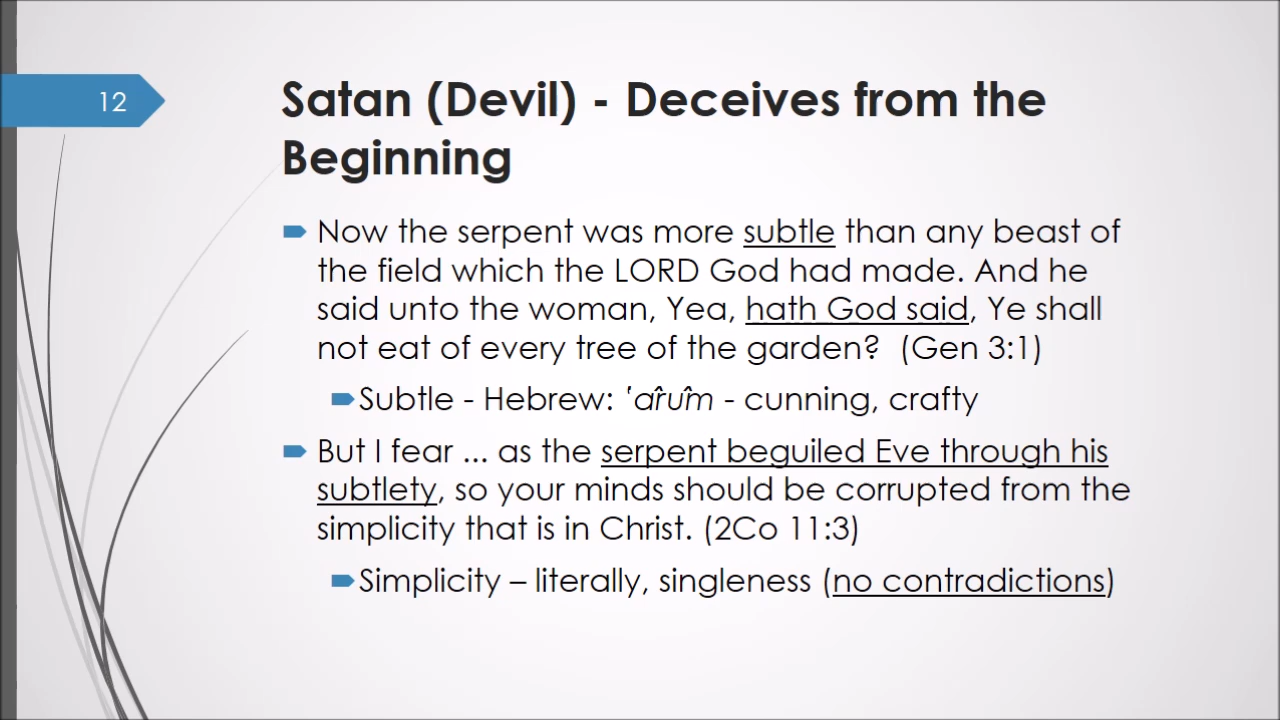 12
Satan (Devil) - Deceives from the
Beginning
Now the serpent was more subtle than any beast of
the field which the LORD God had made. And he
said unto the woman, Yea, hath God said, Ye shall
not eat of every tree of the garden? (Gen 3:1)
Subtle - Hebrew: ‛ar̂um̂ - cunning, crafty
But I fear ... as the serpent beguiled Eve through his
subtlety, so your minds should be corrupted from the
simplicity that is in Christ. (2Co 11:3)
Simplicity – literally, singleness (no contradictions)